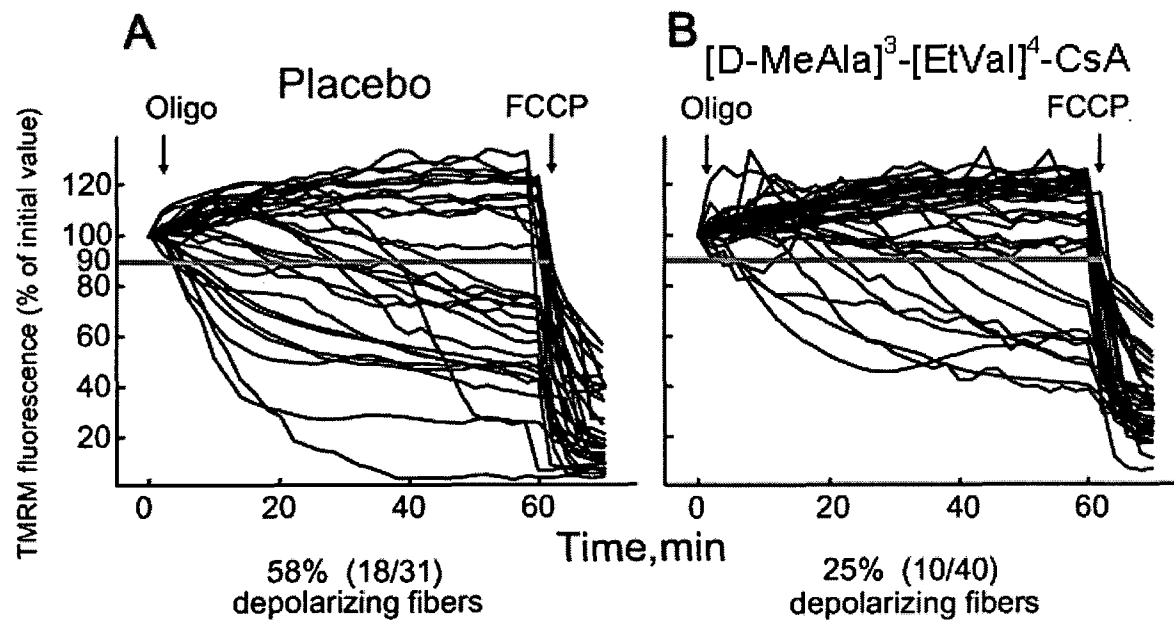 A
Placebo
Oligo
FCCP
B
[D-MeAla]³-[EtVal]⁴-CsA
Oligo
FCCP
TMRM fluorescence (% of initial value)
120
100
90
80
60
40
20
0 20 40 60
0 20 40 60
Time,min
58% (18/31)
depolarizing fibers
25% (10/40)
depolarizing fibers